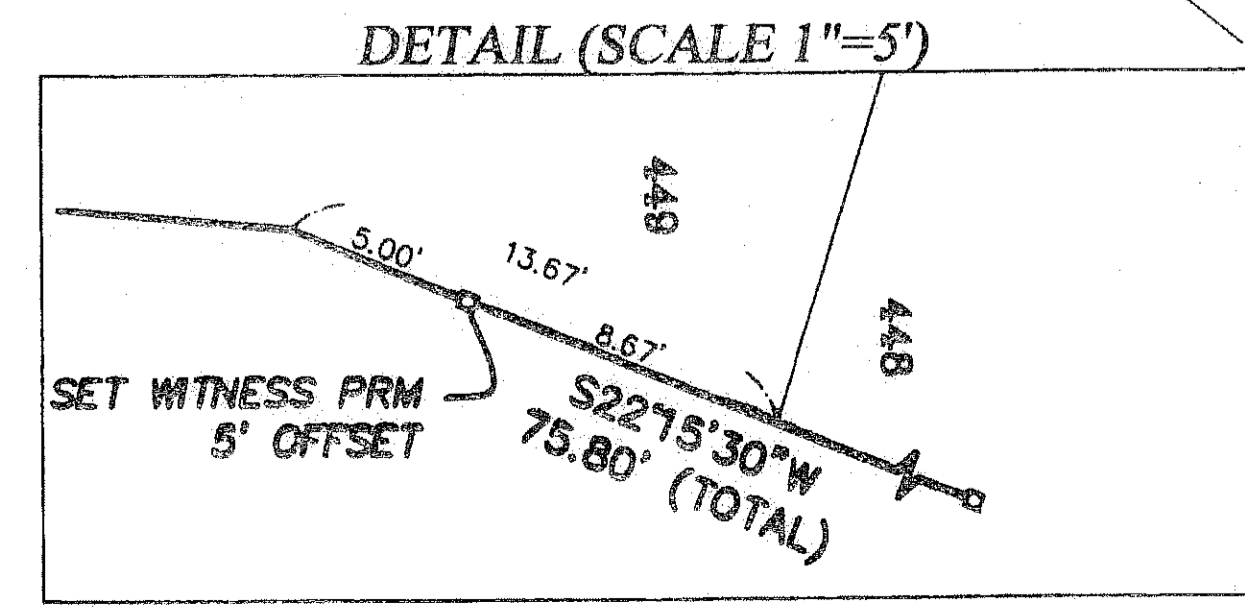 DETAIL (SCALE 1"=5')
449
5.00'
13.67'
8.67'
448
SET WITNESS PRM
5' OFFSET
S22°15'30"W
75.80' (TOTAL)